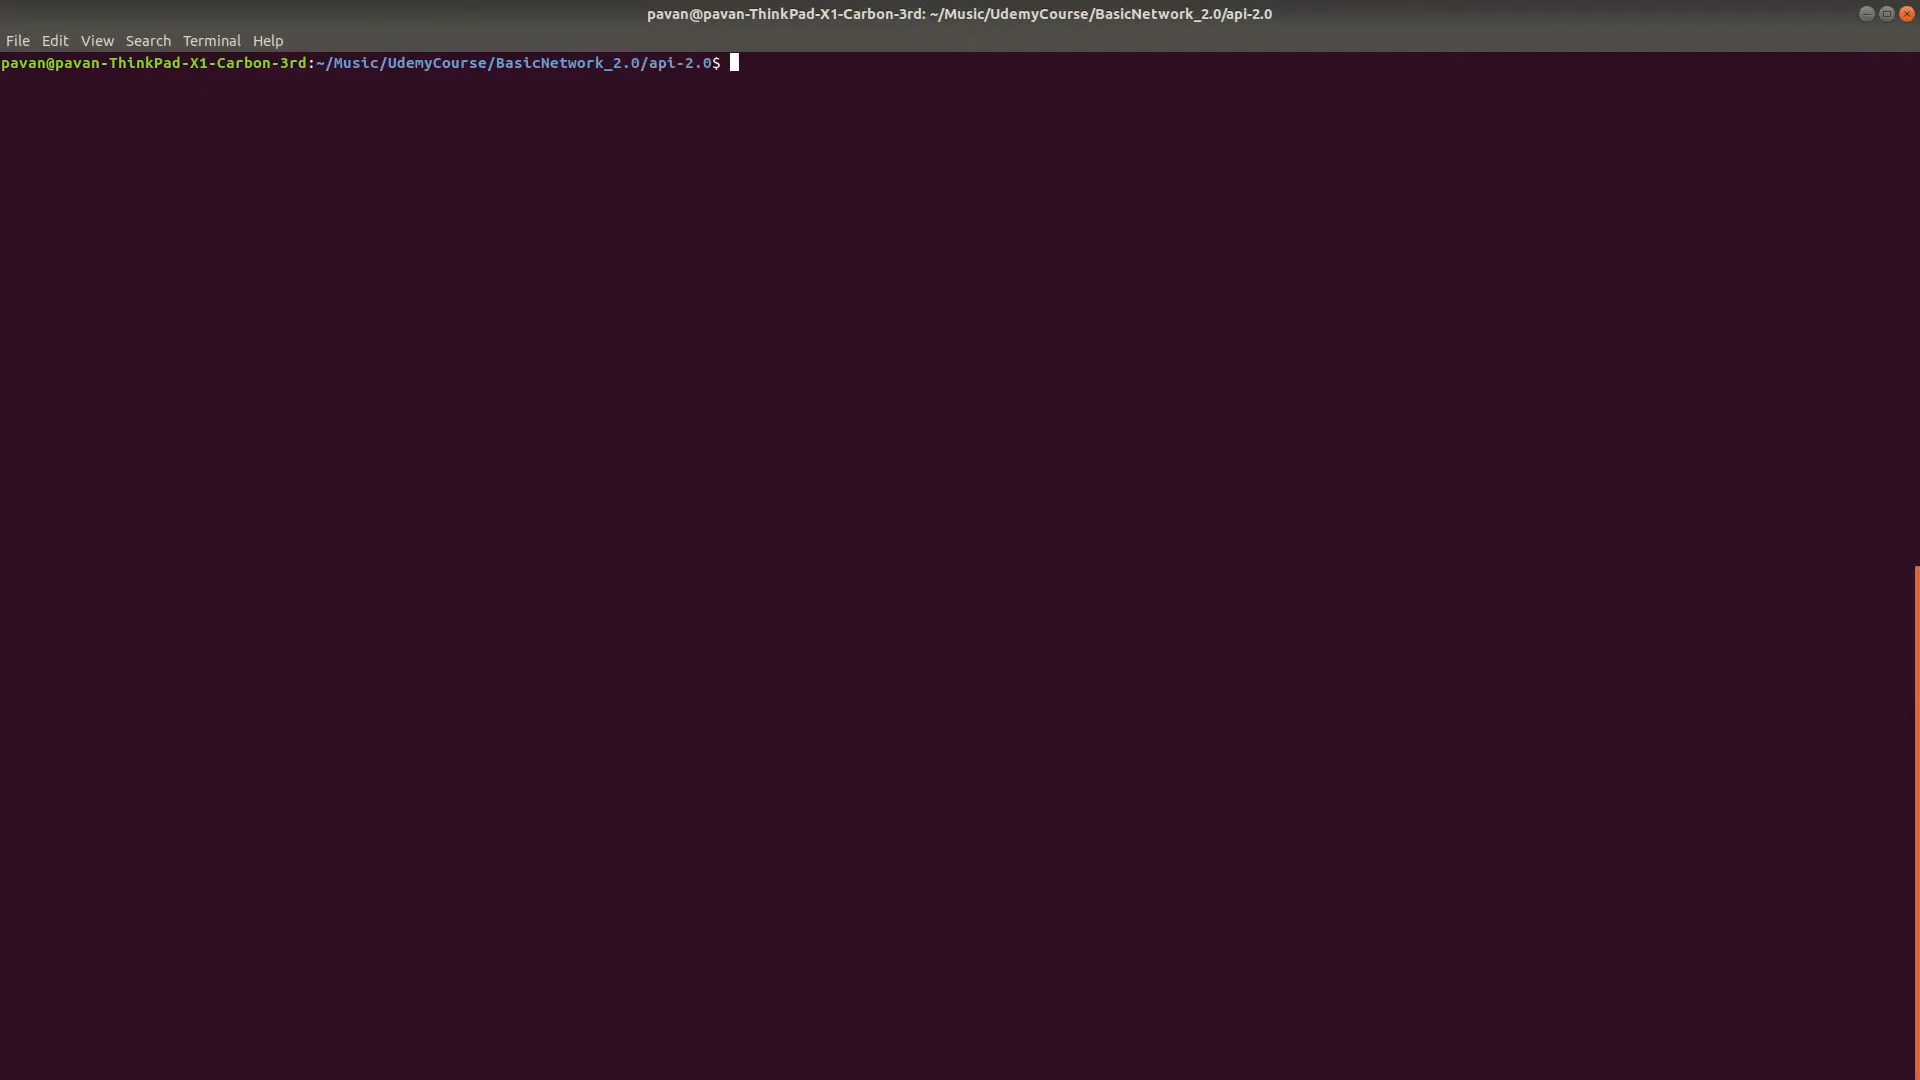 pavan@pavan-ThinkPad-X1-Carbon-3rd: ~/Music/UdemyCourse/BasicNetwork_2.0/api-2.0
File Edit View Search Terminal Help
pavan@pavan-ThinkPad-X1-Carbon-3rd:~/Music/UdemyCourse/BasicNetwork_2.0/api-2.0$